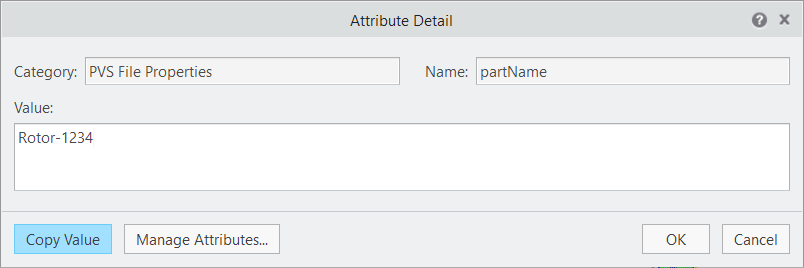 Attribute Detail
Category: PVS File Properties Name: partName
Value:
Rotor-1234
Copy Value Manage Attributes... OK Cancel